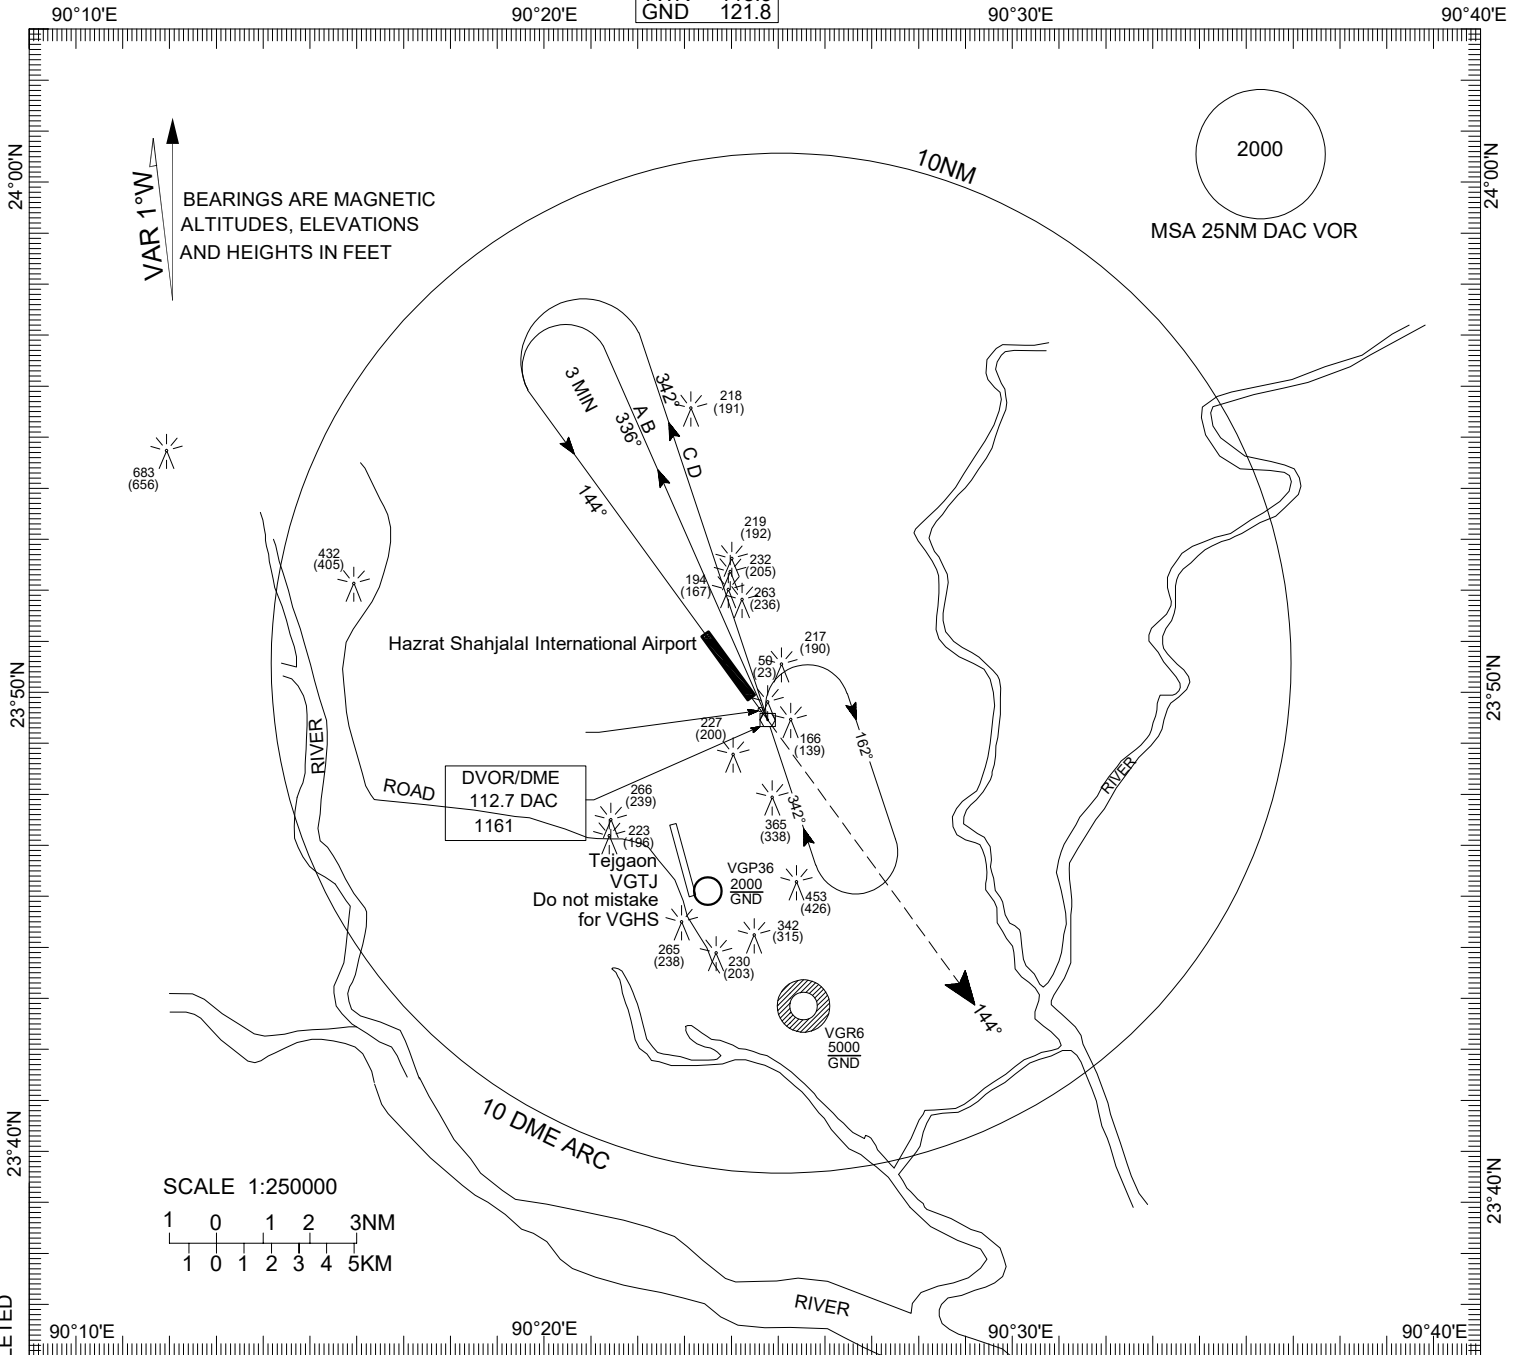 GND 121.8
90°10'E
90°20'E
90°30'E
90°40'E
24°00'N
24°00'N
10NM
2000
MSA 25NM DAC VOR
VAR 1°W
BEARINGS ARE MAGNETIC
ALTITUDES, ELEVATIONS
AND HEIGHTS IN FEET
3 MIN
A B
336°
342°
C D
144°
218
(191)
683
(656)
432
(405)
219
(192)
232
(205)
194
(167)
263
(236)
217
(190)
50
(23)
Hazrat Shahjalal International Airport
23°50'N
23°50'N
227
(200)
166
(139)
162°
342°
RIVER
RIVER
ROAD
DVOR/DME
112.7 DAC
1161
266
(239)
223
(196)
365
(338)
Tejgaon
VGTJ
Do not mistake
for VGHS
VGP36
2000
GND
453
(426)
342
(315)
265
(238)
230
(203)
144°
VGR6
5000
GND
10 DME ARC
23°40'N
23°40'N
SCALE 1:250000
1 0 1 2 3NM
1 0 1 2 3 4 5KM
RIVER
90°10'E
90°20'E
90°30'E
90°40'E